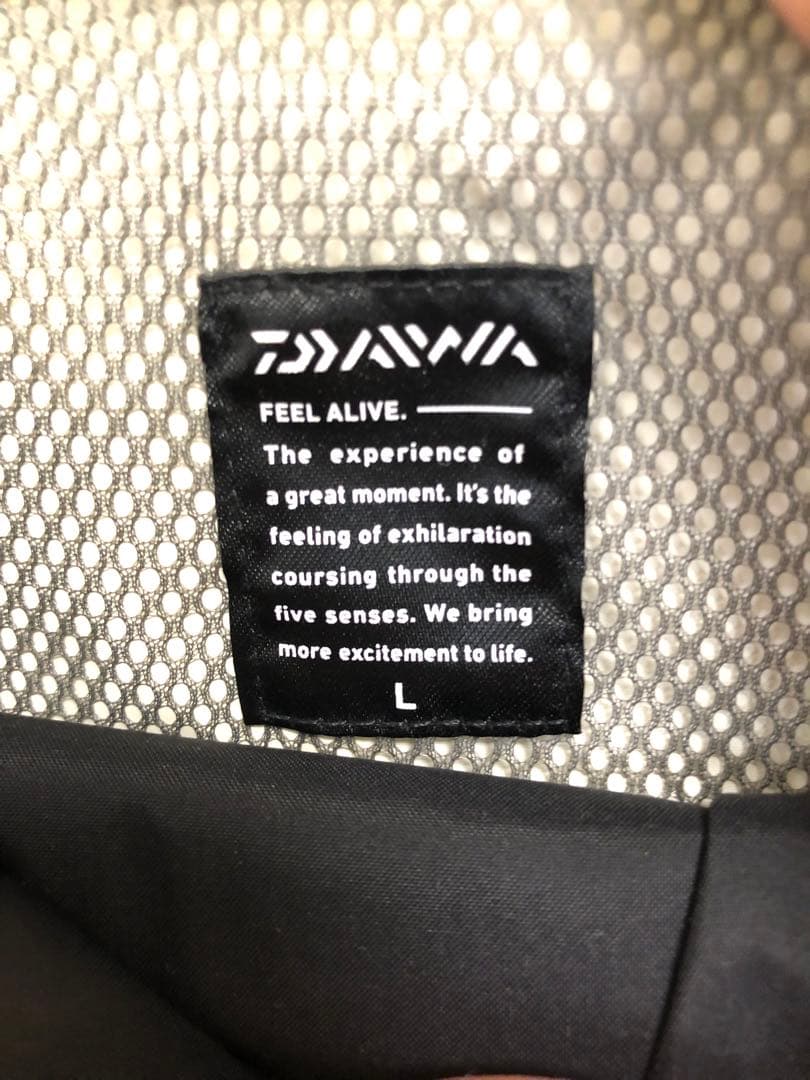 DAIWA
FEEL ALIVE.
The experience of
a great moment. It's the
feeling of exhilaration
coursing through the
five senses. We bring
more excitement to life.
L